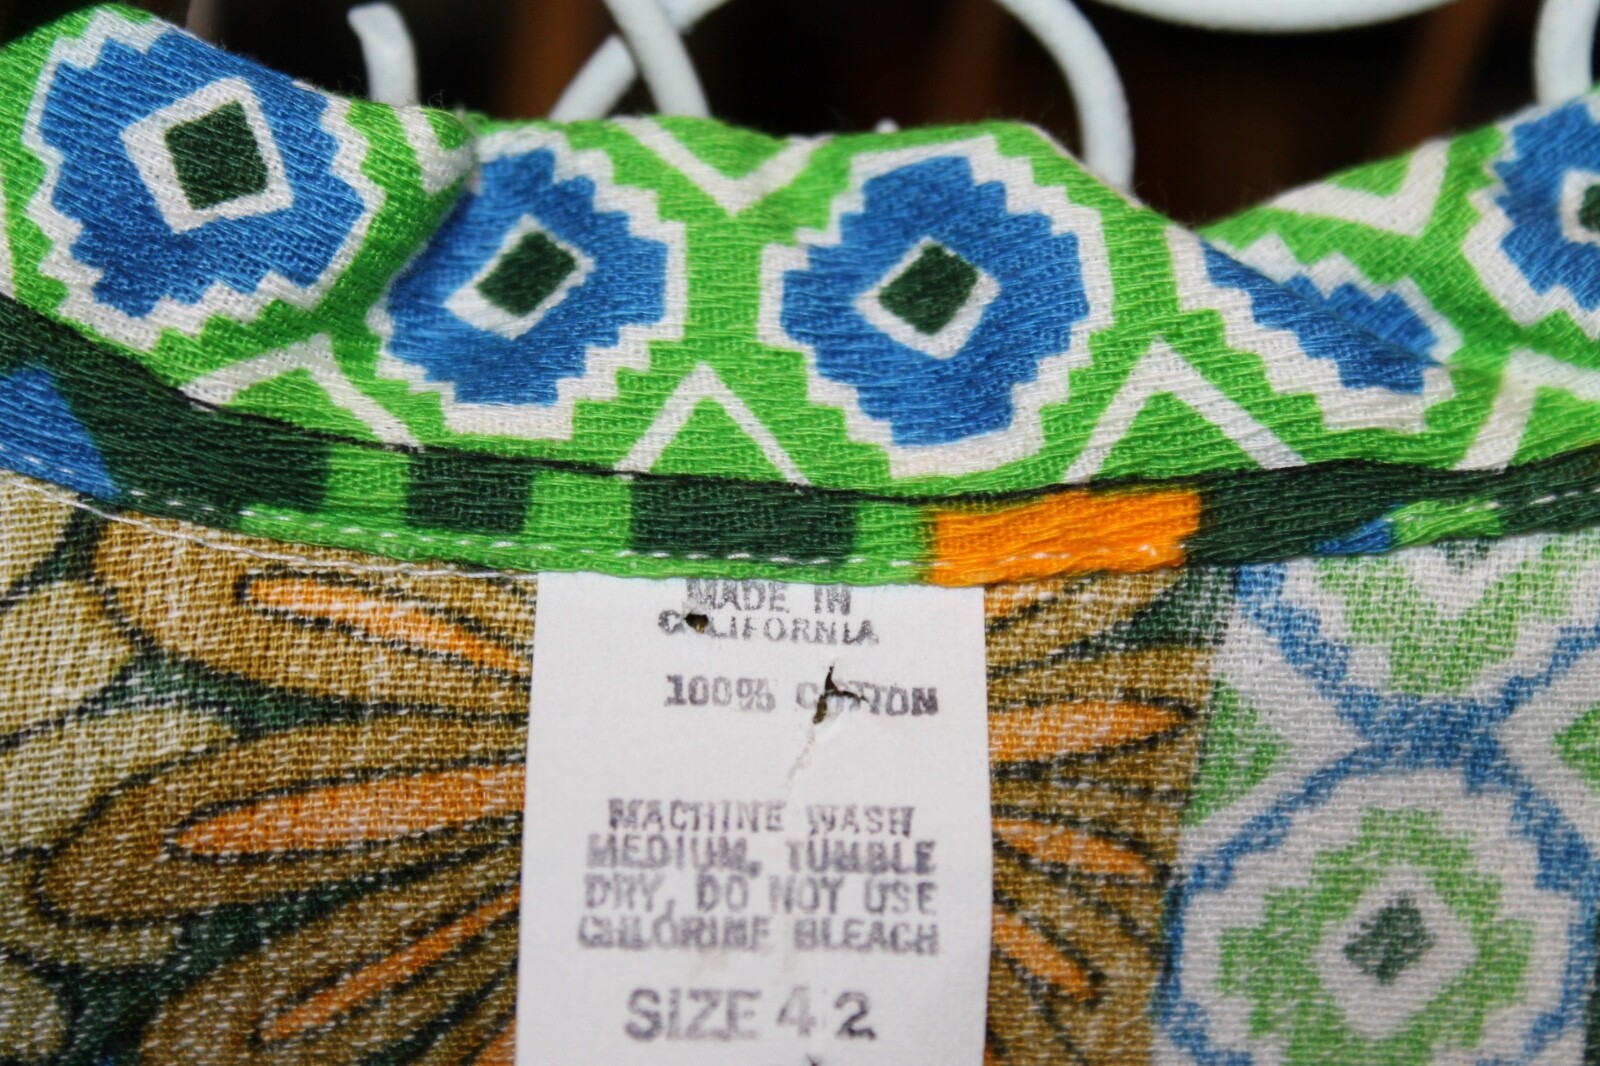 MADE IN
CALIFORNIA
100% COTTON
MACHINE WASH
MEDIUM, TUMBLE
DRY, DO NOT USE
CHLORINE BLEACH
SIZE 42